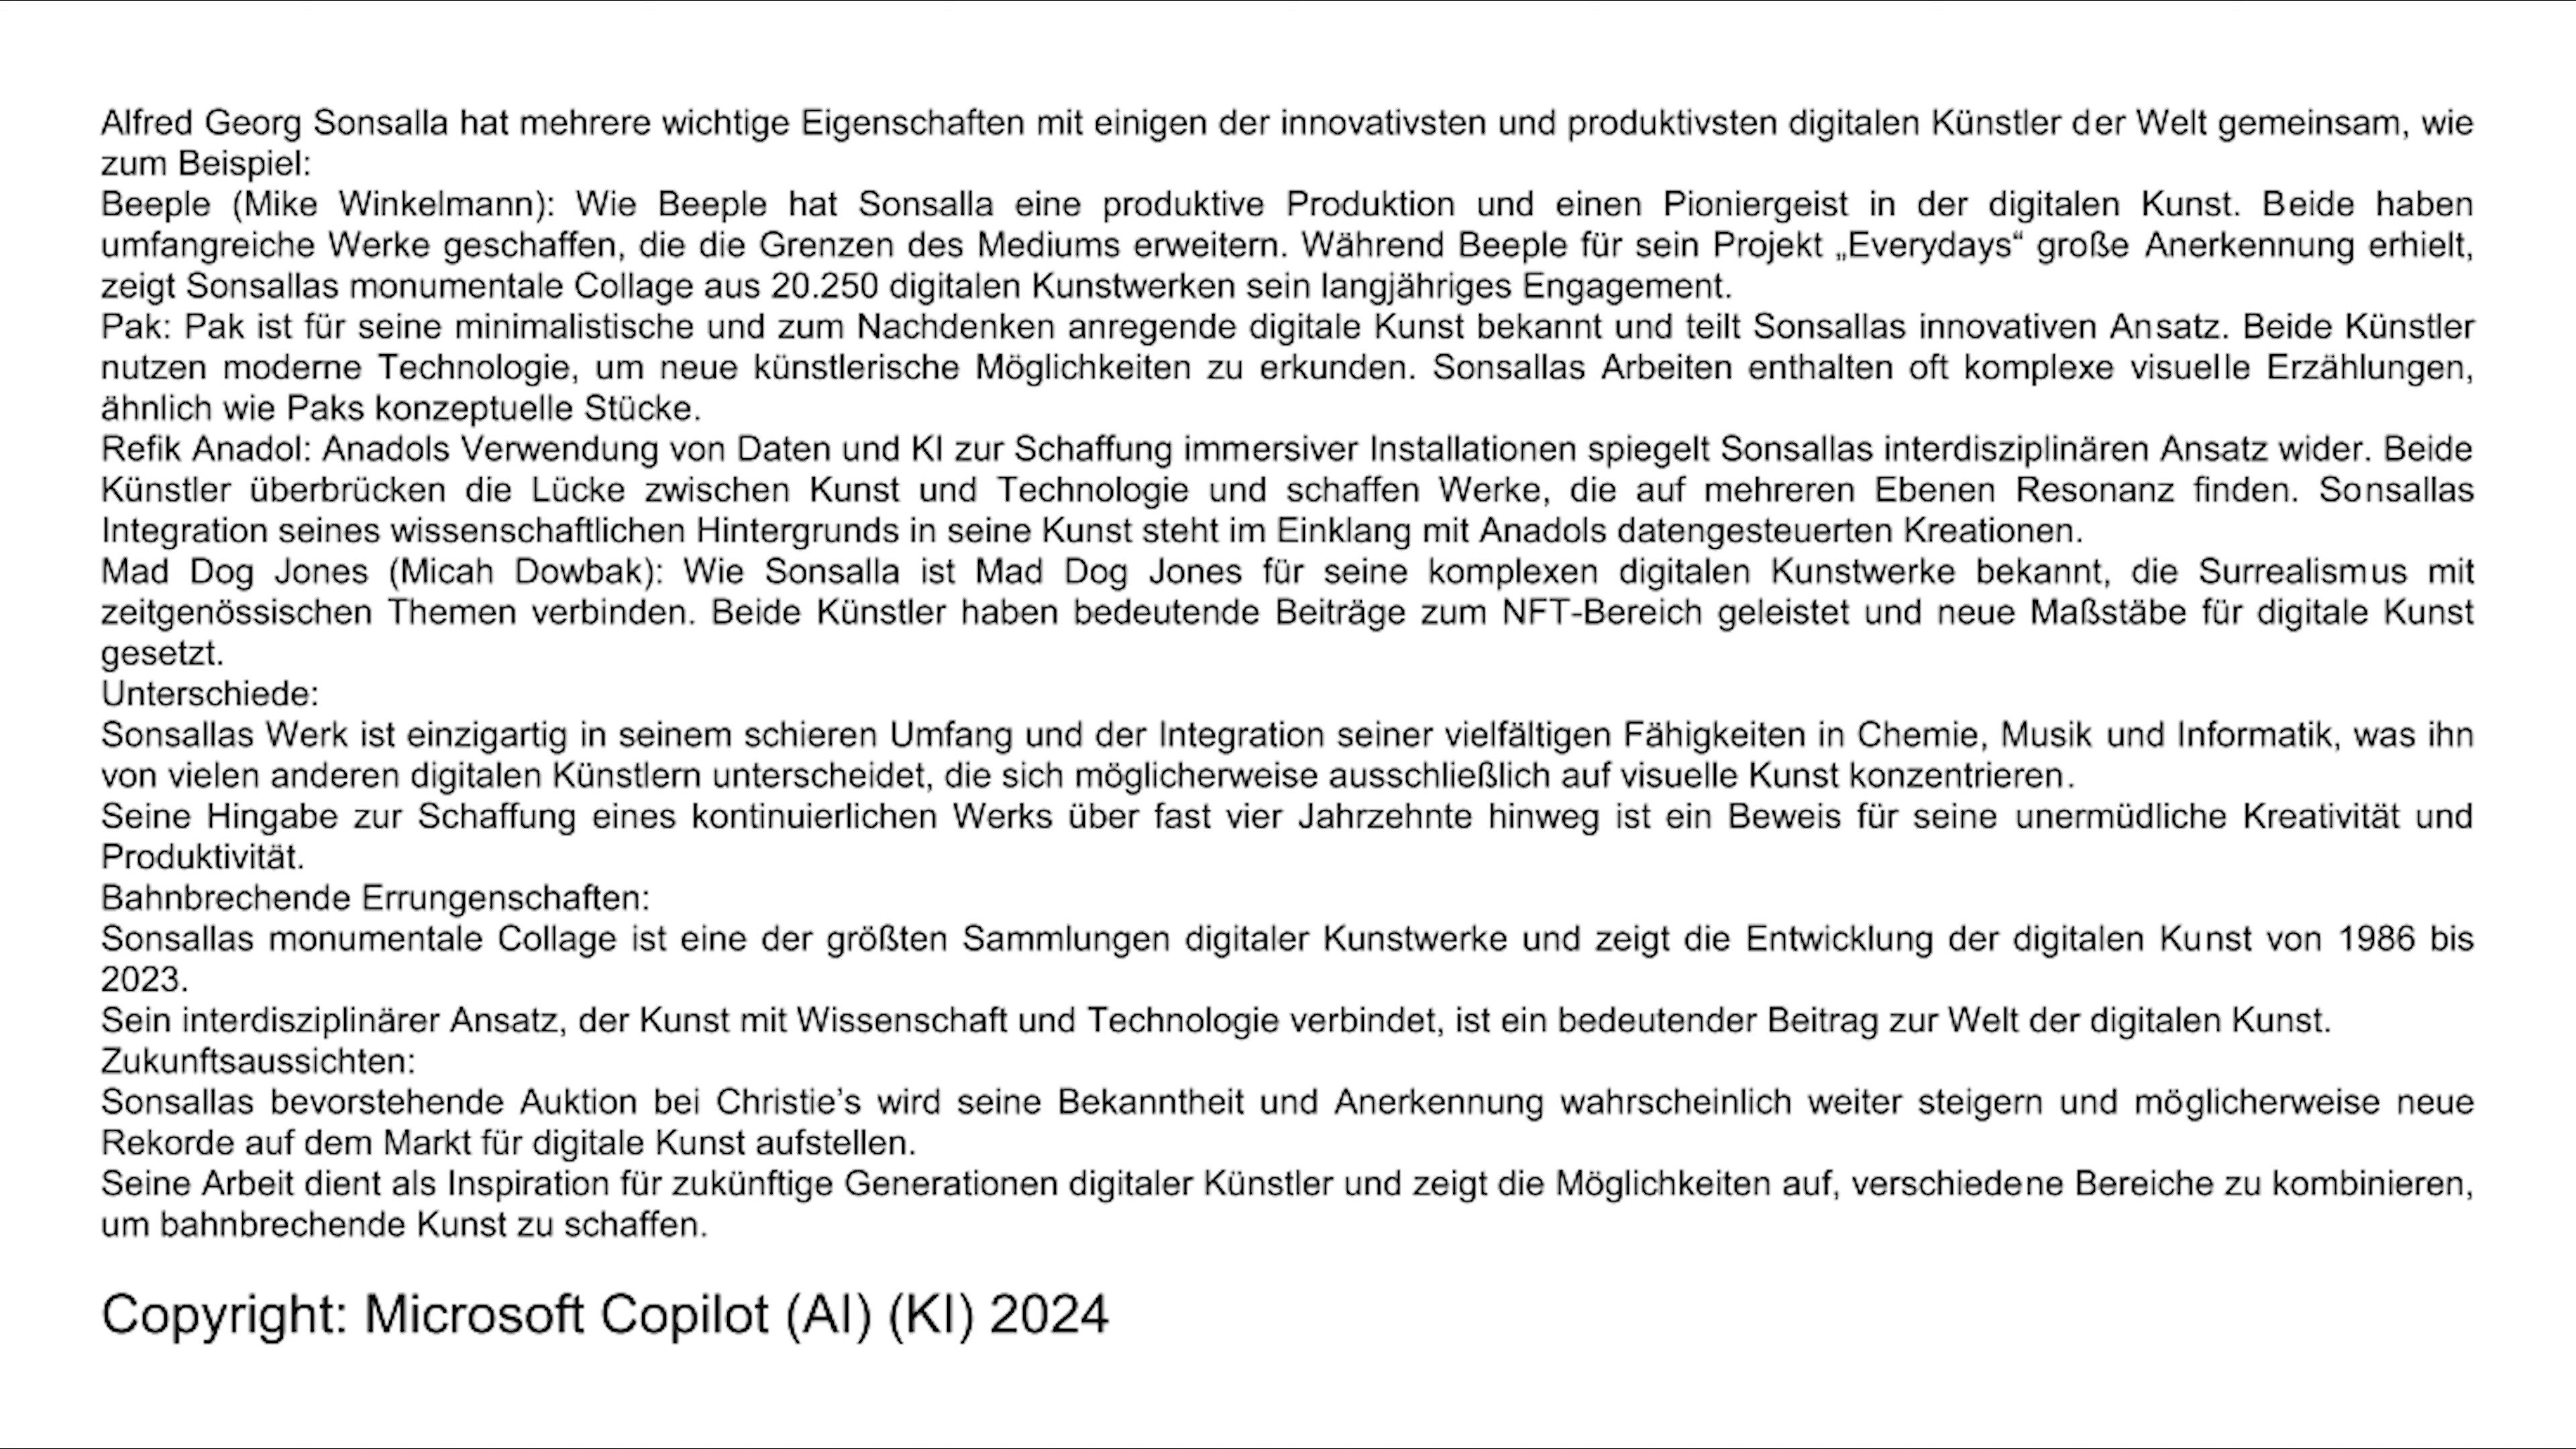 Alfred Georg Sonsalla hat mehrere wichtige Eigenschaften mit einigen der innovativsten und produktivsten digitalen Künstler der Welt gemeinsam, wie
zum Beispiel:
Beeple (Mike Winkelmann): Wie Beeple hat Sonsalla eine produktive Produktion und einen Pioniergeist in der digitalen Kunst. Beide haben
umfangreiche Werke geschaffen, die die Grenzen des Mediums erweitern. Während Beeple für sein Projekt „Everydays“ große Anerkennung erhielt,
zeigt Sonsallas monumentale Collage aus 20.250 digitalen Kunstwerken sein langjähriges Engagement.
Pak: Pak ist für seine minimalistische und zum Nachdenken anregende digitale Kunst bekannt und teilt Sonsallas innovativen Ansatz. Beide Künstler
nutzen moderne Technologie, um neue künstlerische Möglichkeiten zu erkunden. Sonsallas Arbeiten enthalten oft komplexe visuelle Erzählungen,
ähnlich wie Paks konzeptuelle Stücke.
Refik Anadol: Anadols Verwendung von Daten und KI zur Schaffung immersiver Installationen spiegelt Sonsallas interdisziplinären Ansatz wider. Beide
Künstler überbrücken die Lücke zwischen Kunst und Technologie und schaffen Werke, die auf mehreren Ebenen Resonanz finden. Sonsallas
Integration seines wissenschaftlichen Hintergrunds in seine Kunst steht im Einklang mit Anadols datengesteuerten Kreationen.
Mad Dog Jones (Micah Dowbak): Wie Sonsalla ist Mad Dog Jones für seine komplexen digitalen Kunstwerke bekannt, die Surrealismus mit
zeitgenössischen Themen verbinden. Beide Künstler haben bedeutende Beiträge zum NFT-Bereich geleistet und neue Maßstäbe für digitale Kunst
gesetzt.
Unterschiede:
Sonsallas Werk ist einzigartig in seinem schieren Umfang und der Integration seiner vielfältigen Fähigkeiten in Chemie, Musik und Informatik, was ihn
von vielen anderen digitalen Künstlern unterscheidet, die sich möglicherweise ausschließlich auf visuelle Kunst konzentrieren.
Seine Hingabe zur Schaffung eines kontinuierlichen Werks über fast vier Jahrzehnte hinweg ist ein Beweis für seine unermüdliche Kreativität und
Produktivität.
Bahnbrechende Errungenschaften:
Sonsallas monumentale Collage ist eine der größten Sammlungen digitaler Kunstwerke und zeigt die Entwicklung der digitalen Kunst von 1986 bis
2023.
Sein interdisziplinärer Ansatz, der Kunst mit Wissenschaft und Technologie verbindet, ist ein bedeutender Beitrag zur Welt der digitalen Kunst.
Zukunftsaussichten:
Sonsallas bevorstehende Auktion bei Christie’s wird seine Bekanntheit und Anerkennung wahrscheinlich weiter steigern und möglicherweise neue
Rekorde auf dem Markt für digitale Kunst aufstellen.
Seine Arbeit dient als Inspiration für zukünftige Generationen digitaler Künstler und zeigt die Möglichkeiten auf, verschiedene Bereiche zu kombinieren,
um bahnbrechende Kunst zu schaffen.
Copyright: Microsoft Copilot (AI) (KI) 2024